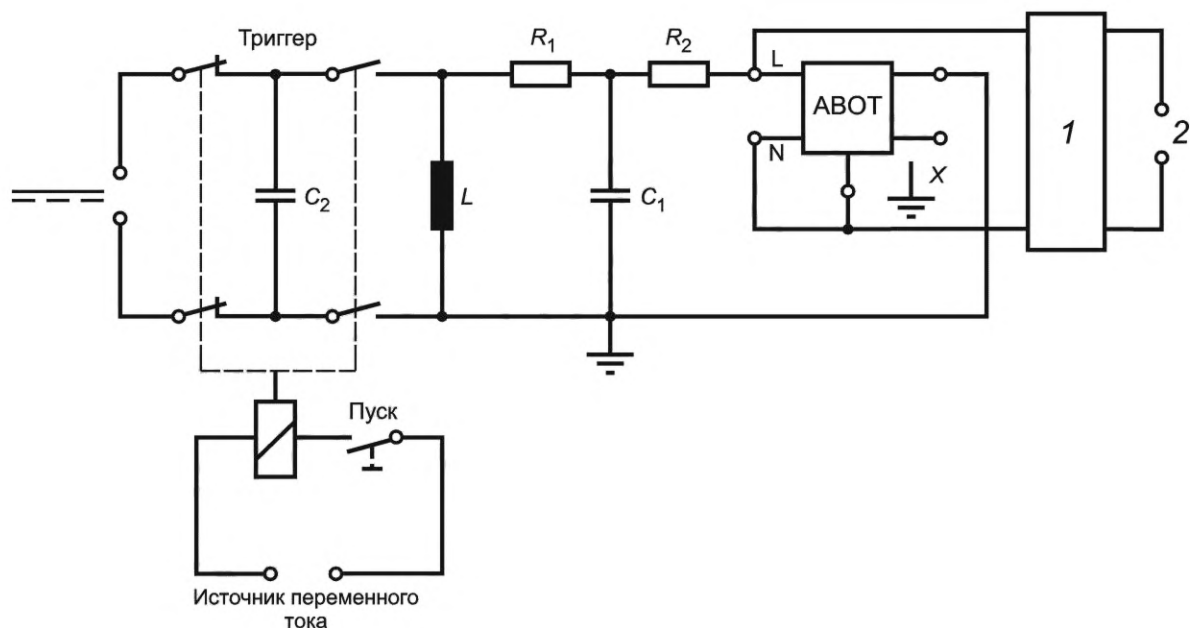 Триггер
R₁
R₂
L
АВОТ
N
X
1
2
C₂
L
C₁
Пуск
Источник переменного
тока